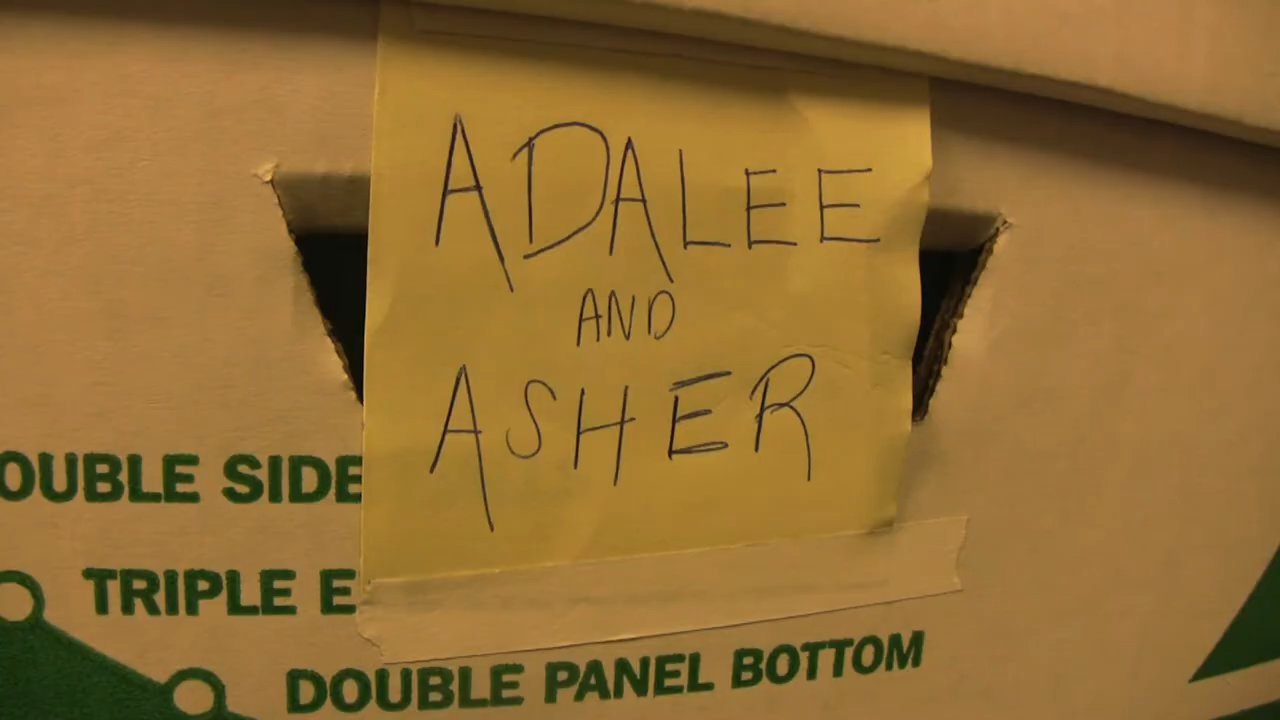 ADALEE
AND
ASHER
OUBLE SIDE
TRIPLE E
DOUBLE PANEL BOTTOM